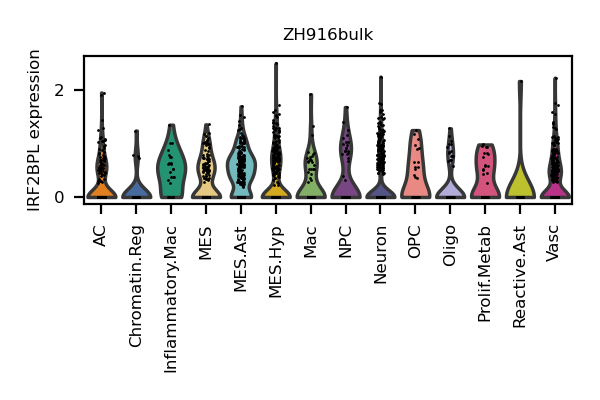 ZH916bulk
IRF2BPL expression
2
0
AC
Chromatin.Reg
Inflammatory.Mac
MES
MES.Ast
MES.Hyp
Mac
NPC
Neuron
OPC
Oligo
Prolif.Metab
Reactive.Ast
Vasc